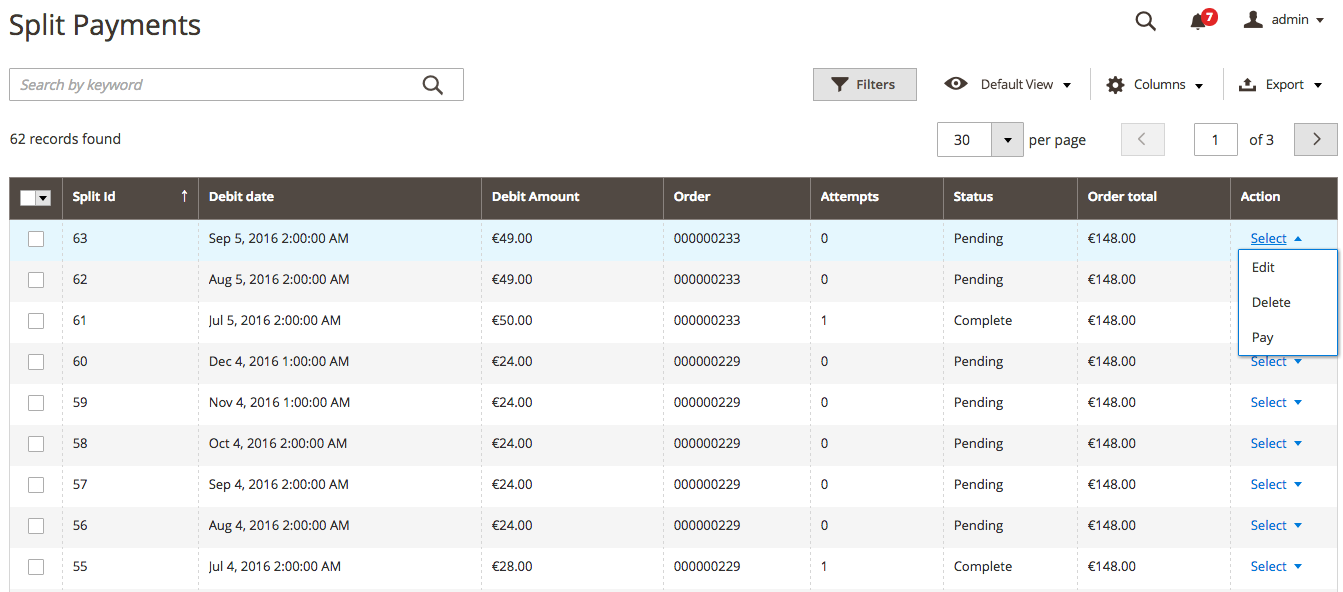 Split Payments
7
admin
Search by keyword
Filters
Default View
Columns
Export
62 records found
30 per page
1 of 3
Split Id ↑ Debit date Debit Amount Order Attempts Status Order total Action
63 Sep 5, 2016 2:00:00 AM €49.00 000000233 0 Pending €148.00 Select
Edit
62 Aug 5, 2016 2:00:00 AM €49.00 000000233 0 Pending €148.00
Delete
61 Jul 5, 2016 2:00:00 AM €50.00 000000233 1 Complete €148.00
Pay
60 Dec 4, 2016 1:00:00 AM €24.00 000000229 0 Pending €148.00 Select
59 Nov 4, 2016 1:00:00 AM €24.00 000000229 0 Pending €148.00 Select
58 Oct 4, 2016 2:00:00 AM €24.00 000000229 0 Pending €148.00 Select
57 Sep 4, 2016 2:00:00 AM €24.00 000000229 0 Pending €148.00 Select
56 Aug 4, 2016 2:00:00 AM €24.00 000000229 0 Pending €148.00 Select
55 Jul 4, 2016 2:00:00 AM €28.00 000000229 1 Complete €148.00 Select